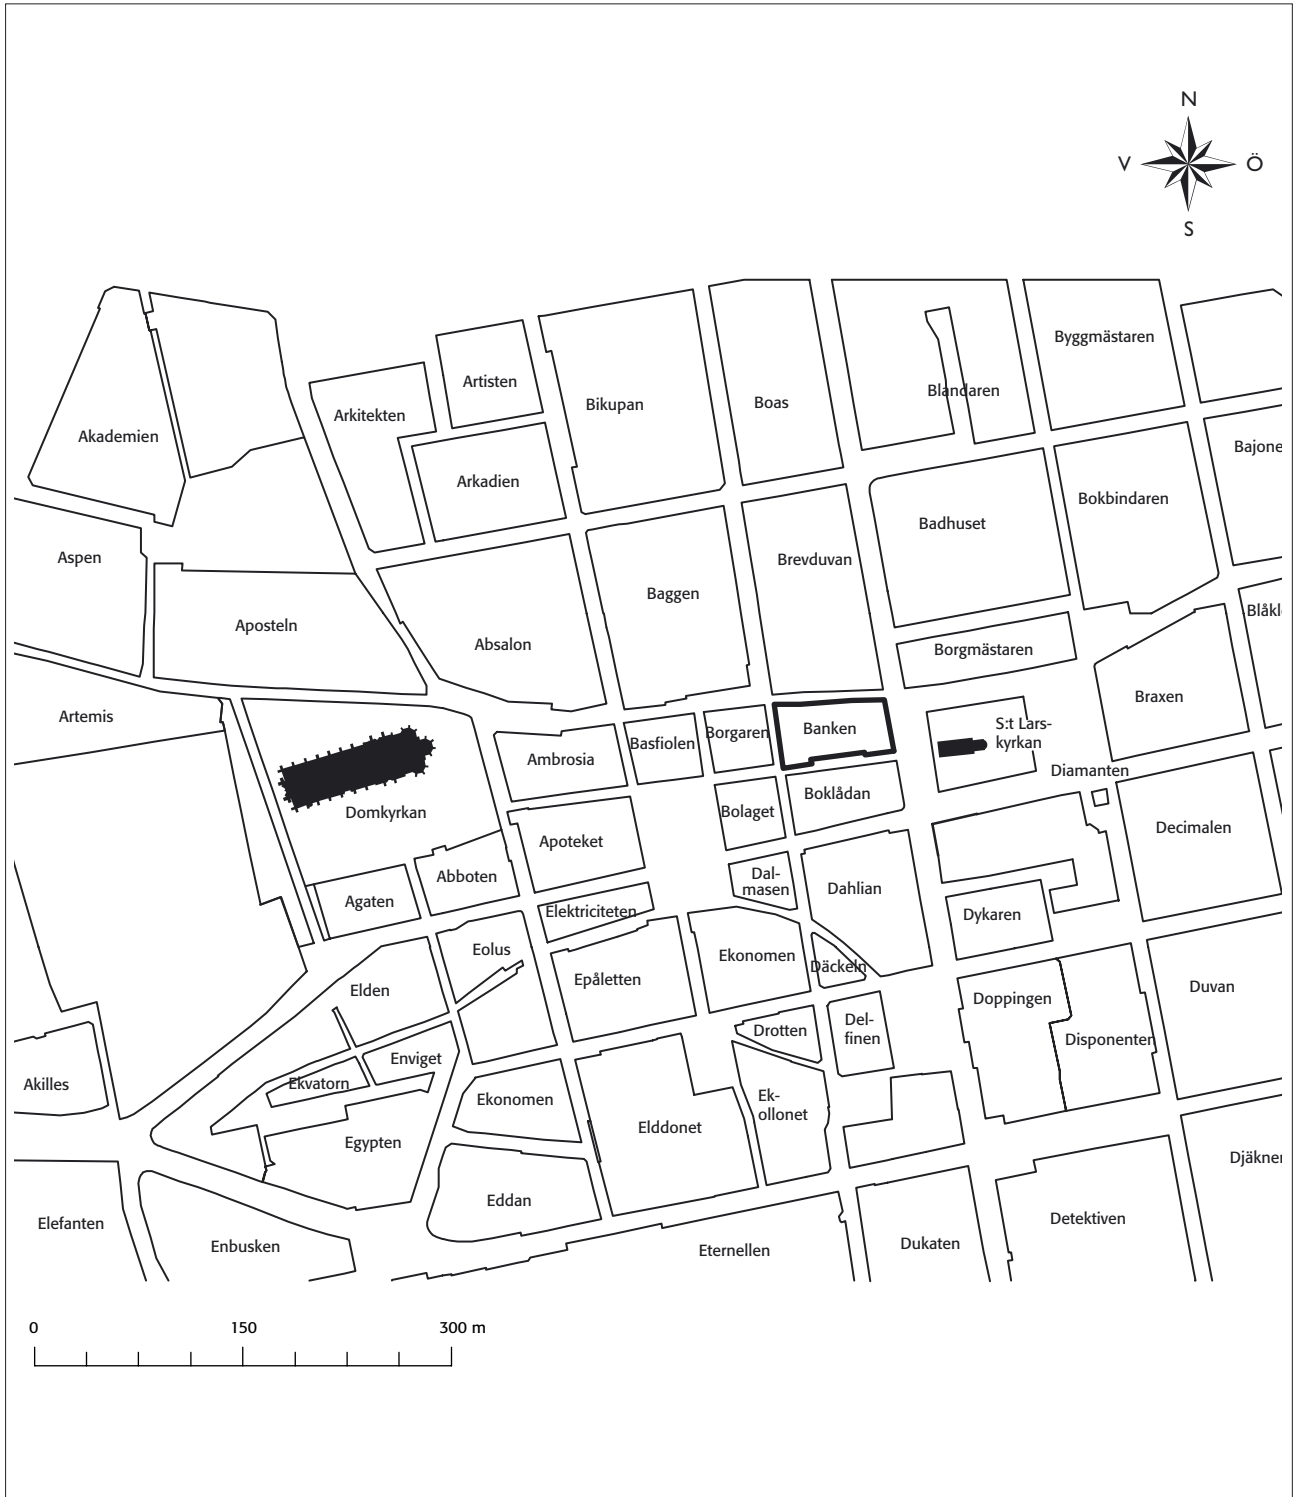 N
V
Ö
S
Byggmästaren
Artisten
Blandaren
Boas
Bikupan
Arkitekten
Akademien
Bajone
Arkadien
Bokbindaren
Badhuset
Aspen
Brevduvan
Baggen
Blåkl
Aposteln
Absalon
Borgmästaren
Braxen
Artemis
S:t Lars-
kyrkan
Banken
Borgaren
Basfiolen
Ambrosia
Diamanten
Boklådan
Domkyrkan
Bolaget
Decimalen
Apoteket
Abboten
Dal-
masen
Dahlian
Agaten
Elektriciteten
Dykaren
Eolus
Ekonomen
Däckeln
Epåletten
Elden
Duvan
Doppingen
Del-
finen
Drotten
Disponenten
Enviget
Ekvatorn
Akilles
Ekonomen
Ek-
ollonet
Elddonet
Egypten
Djäkner
Eddan
Elefanten
Detektiven
Enbusken
Eternellen
Dukaten
0
150
300 m